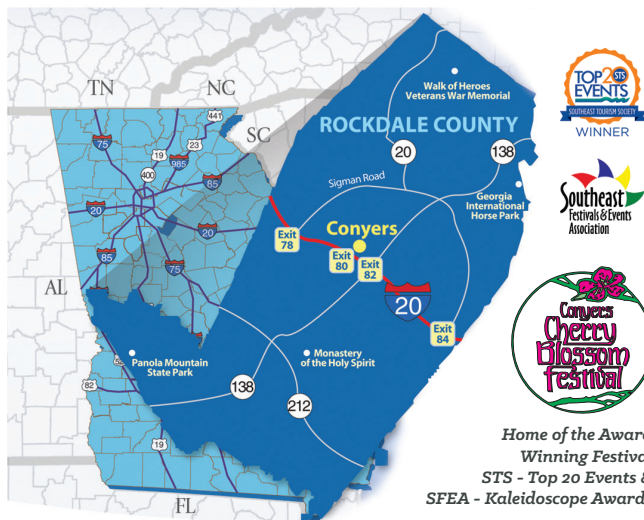 TN
NC
SC
AL
FL
441
75
19
23
985
400
85
20
20
85
75
82
19
ROCKDALE COUNTY
Walk of Heroes
Veterans War Memorial
20
138
Sigman Road
Georgia
International
Horse Park
Conyers
Exit
78
Exit
80
Exit
82
20
Exit
84
Panola Mountain
State Park
Monastery
of the Holy Spirit
138
212
TOP 20 STS
EVENTS
SOUTHEAST TOURISM SOCIETY
WINNER
Southeast
Festivals & Events
Association
Conyers
Cherry
Blossom
Festival
Home of the Award
Winning Festival
STS - Top 20 Events &
SFEA - Kaleidoscope Award